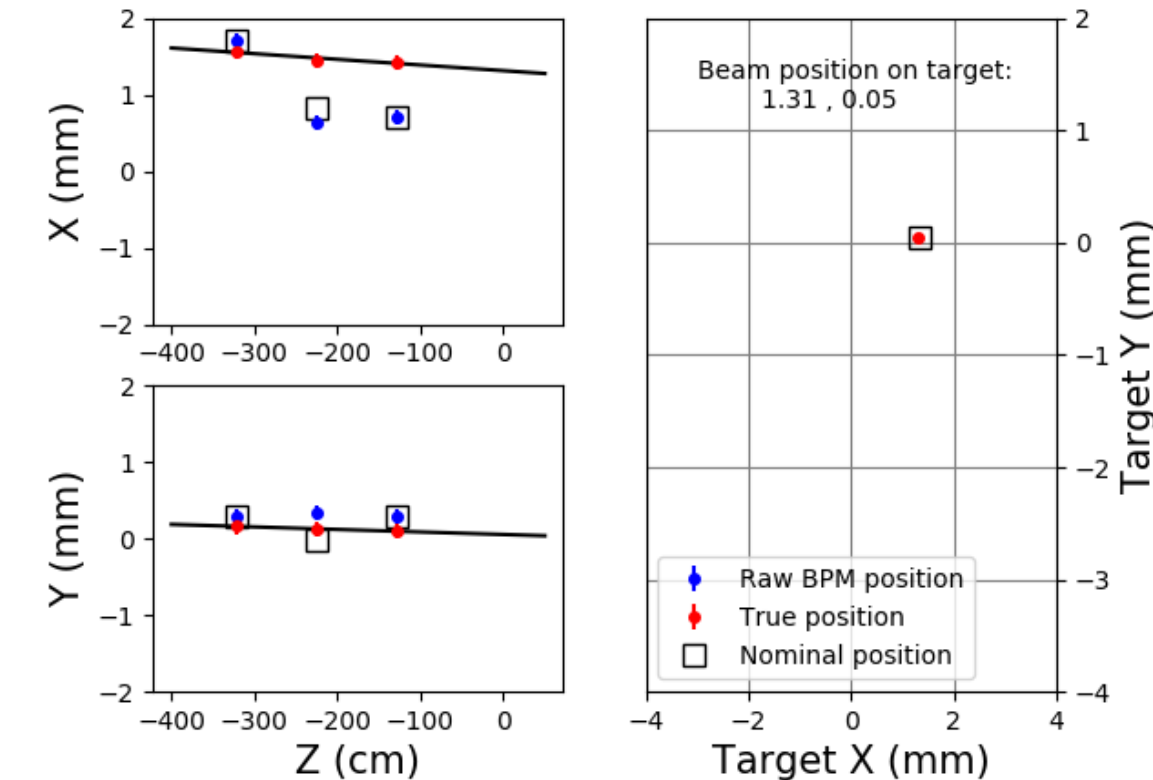 X (mm)
2
1
0
−1
−2
−400 −300 −200 −100 0
Y (mm)
2
1
0
−1
−2
−400 −300 −200 −100 0
Z (cm)
Beam position on target:
1.31 , 0.05
2
1
0
−1
−2
−3
−4
Target Y (mm)
Raw BPM position
True position
Nominal position
−4 −2 0 2 4
Target X (mm)